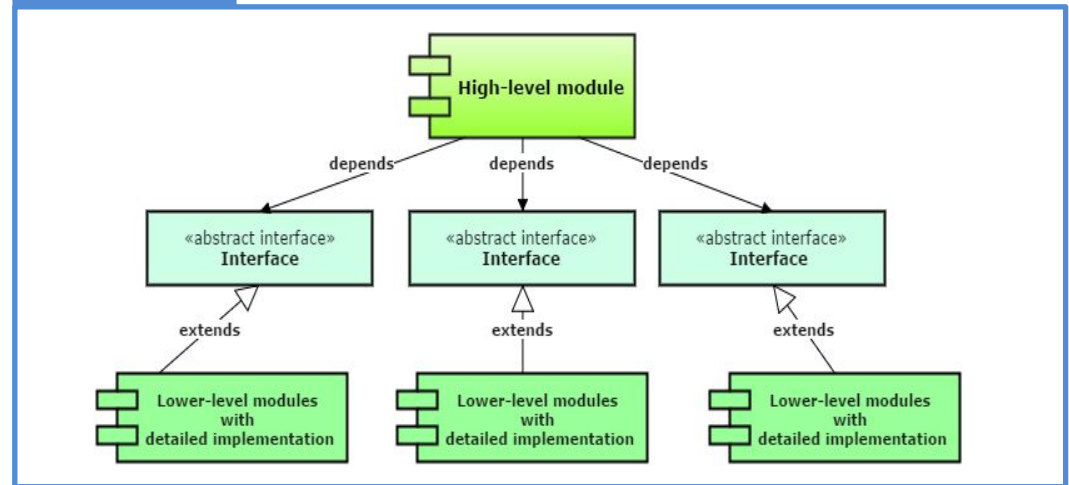 High-level module
depends
depends
depends
«abstract interface»
Interface
«abstract interface»
Interface
«abstract interface»
Interface
extends
extends
extends
Lower-level modules
with
detailed implementation
Lower-level modules
with
detailed implementation
Lower-level modules
with
detailed implementation